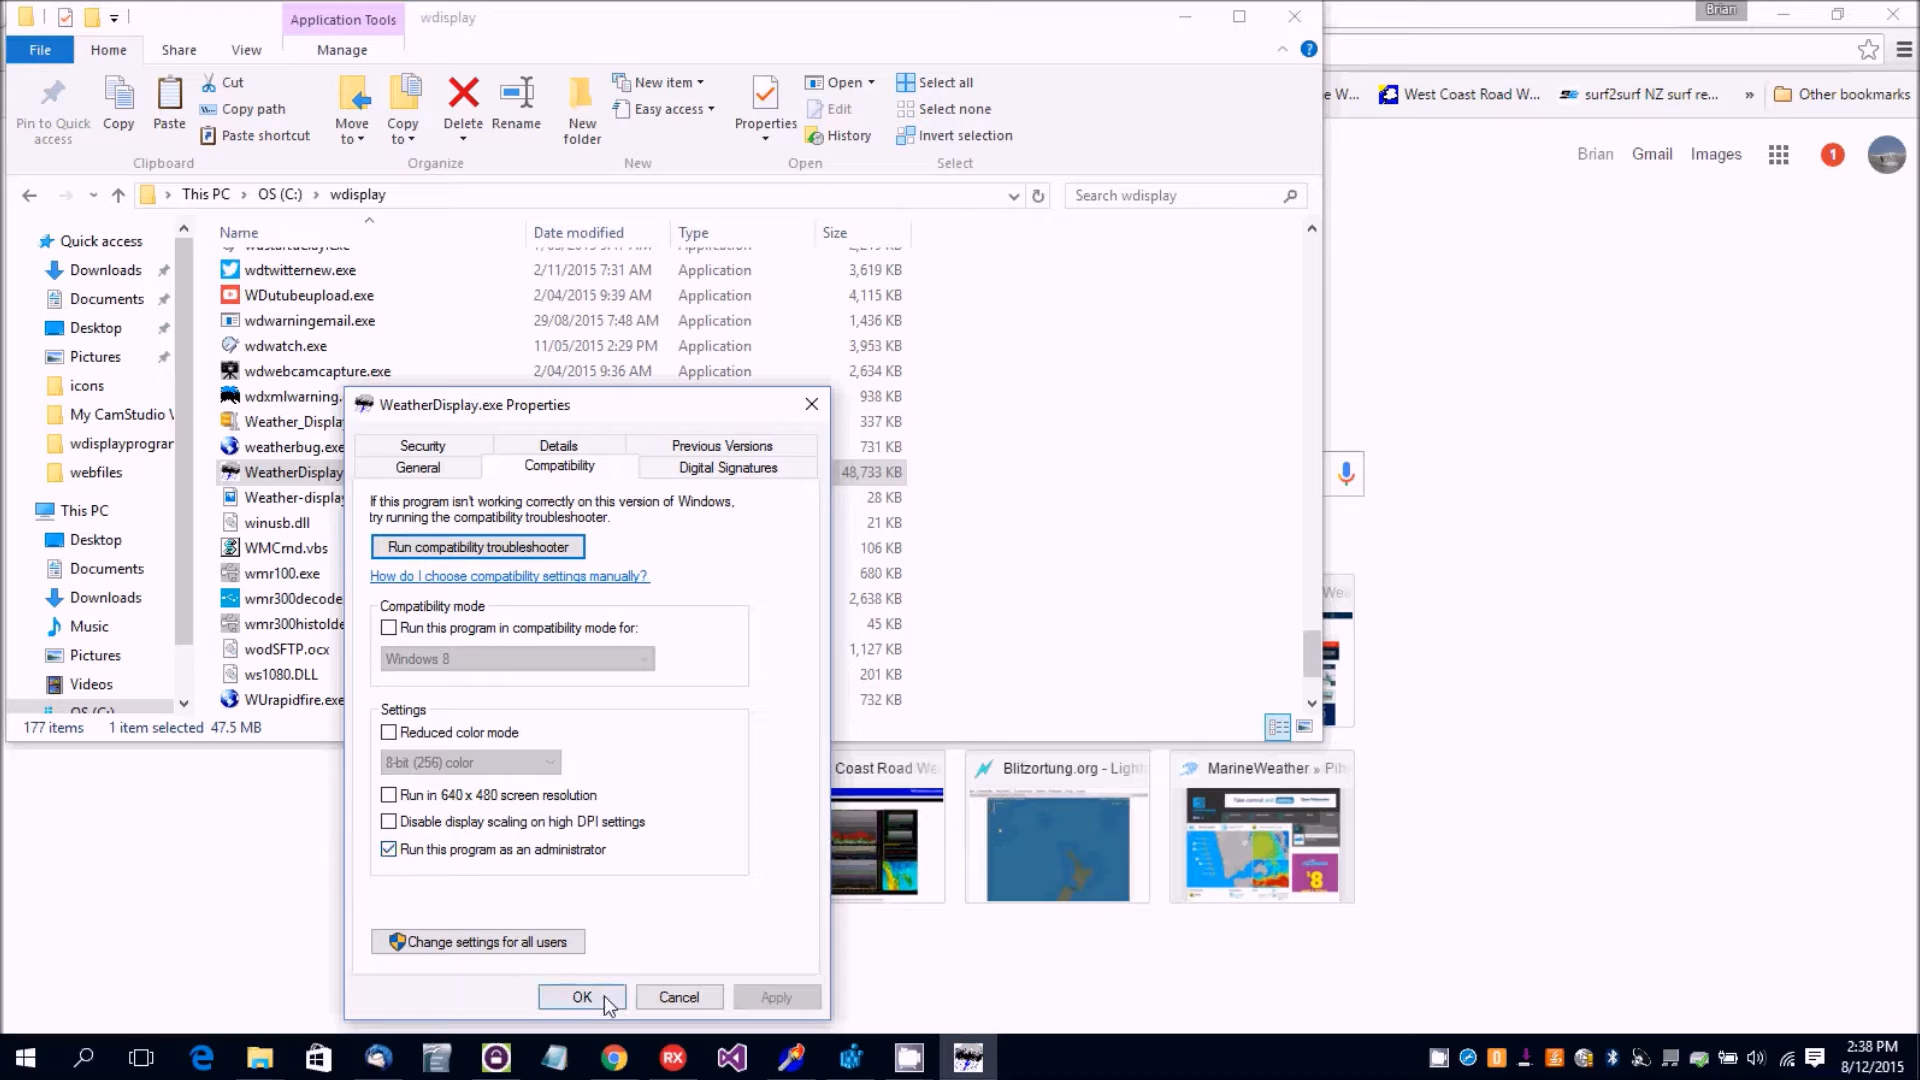 Application Tools
wdisplay
Brian
File
Home
Share
View
Manage
Pin to Quick
access
Copy
Paste
Cut
Copy path
Paste shortcut
Clipboard
Move
to
Copy
to
Delete
Rename
Organize
New
folder
New item
Easy access
New
Properties
Open
Edit
History
Open
Select all
Select none
Invert selection
Select
e W...
West Coast Road W...
surf2surf NZ surf re...
»
Other bookmarks
Brian
Gmail
Images
1
This PC
OS (C:)
wdisplay
Search wdisplay
Name
Date modified
Type
Size
Quick access
Downloads
Documents
Desktop
Pictures
icons
My CamStudio V
wdisplayprogran
webfiles
This PC
Desktop
Documents
Downloads
Music
Pictures
Videos
OS (C:)
wdtwitternew.exe 2/11/2015 7:31 AM Application 3,619 KB
WDutubeupload.exe 2/04/2015 9:39 AM Application 4,115 KB
wdwarningemail.exe 29/08/2015 7:48 AM Application 1,436 KB
wdwatch.exe 11/05/2015 2:29 PM Application 3,953 KB
wdwebcamcapture.exe 2/04/2015 9:36 AM Application 2,634 KB
wdxmlwarning. 938 KB
Weather_Displa 337 KB
weatherbug.exe 731 KB
WeatherDisplay 48,733 KB
Weather-display 28 KB
winusb.dll 21 KB
WMCmd.vbs 106 KB
wmr100.exe 680 KB
wmr300decode 2,638 KB
wmr300histolde 45 KB
wodSFTP.ocx 1,127 KB
ws1080.DLL 201 KB
WUrapidfire.exe 732 KB
177 items
1 item selected 47.5 MB
WeatherDisplay.exe Properties
Security
Details
Previous Versions
General
Compatibility
Digital Signatures
If this program isn't working correctly on this version of Windows,
try running the compatibility troubleshooter.
Run compatibility troubleshooter
How do I choose compatibility settings manually?
Compatibility mode
Run this program in compatibility mode for:
Windows 8
Settings
Reduced color mode
8-bit (256) color
Run in 640 x 480 screen resolution
Disable display scaling on high DPI settings
Run this program as an administrator
Change settings for all users
OK
Cancel
Apply
Wea
Coast Road We
Blitzortung.org - Light
MarineWeather » Pih
RX
2:38 PM
8/12/2015